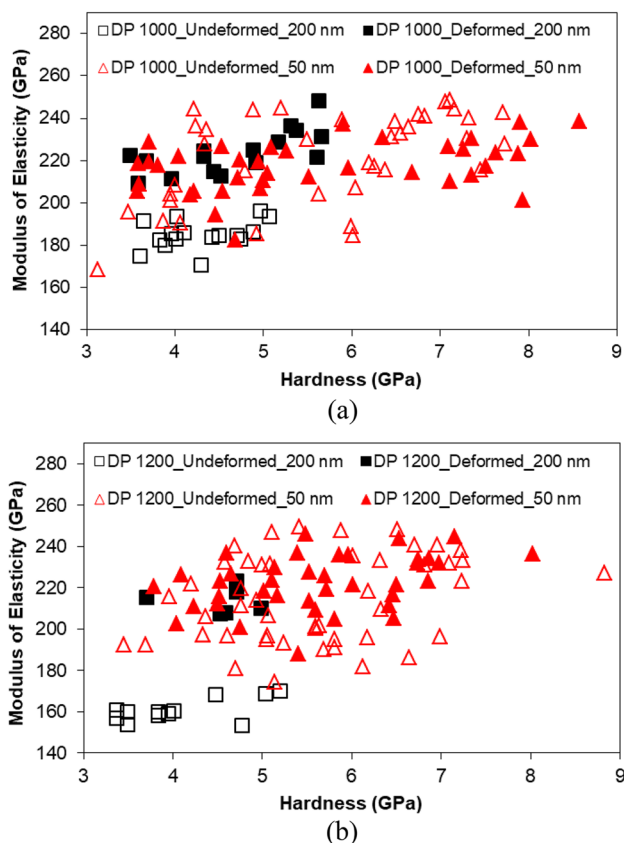 (a)
□ DP 1000_Undeformed_200 nm ■ DP 1000_Deformed_200 nm
△ DP 1000_Undeformed_50 nm ▲ DP 1000_Deformed_50 nm
Modulus of Elasticity (GPa)
280
260
240
220
200
180
160
140
3 4 5 6 7 8 9
Hardness (GPa)
(a)
□ DP 1200_Undeformed_200 nm ■ DP 1200_Deformed_200 nm
△ DP 1200_Undeformed_50 nm ▲ DP 1200_Deformed_50 nm
Modulus of Elasticity (GPa)
280
260
240
220
200
180
160
140
3 4 5 6 7 8 9
Hardness (GPa)
(b)